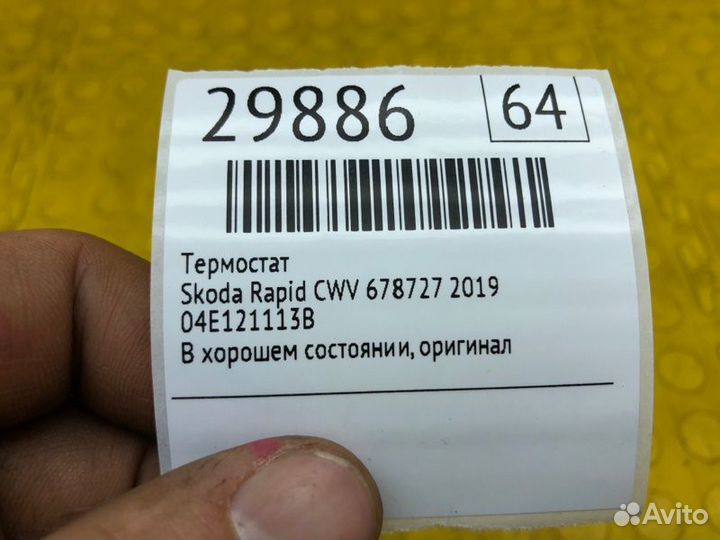 29886
64
Термостат
Skoda Rapid CWV 678727 2019
04E121113B
В хорошем состоянии, оригинал
Avito